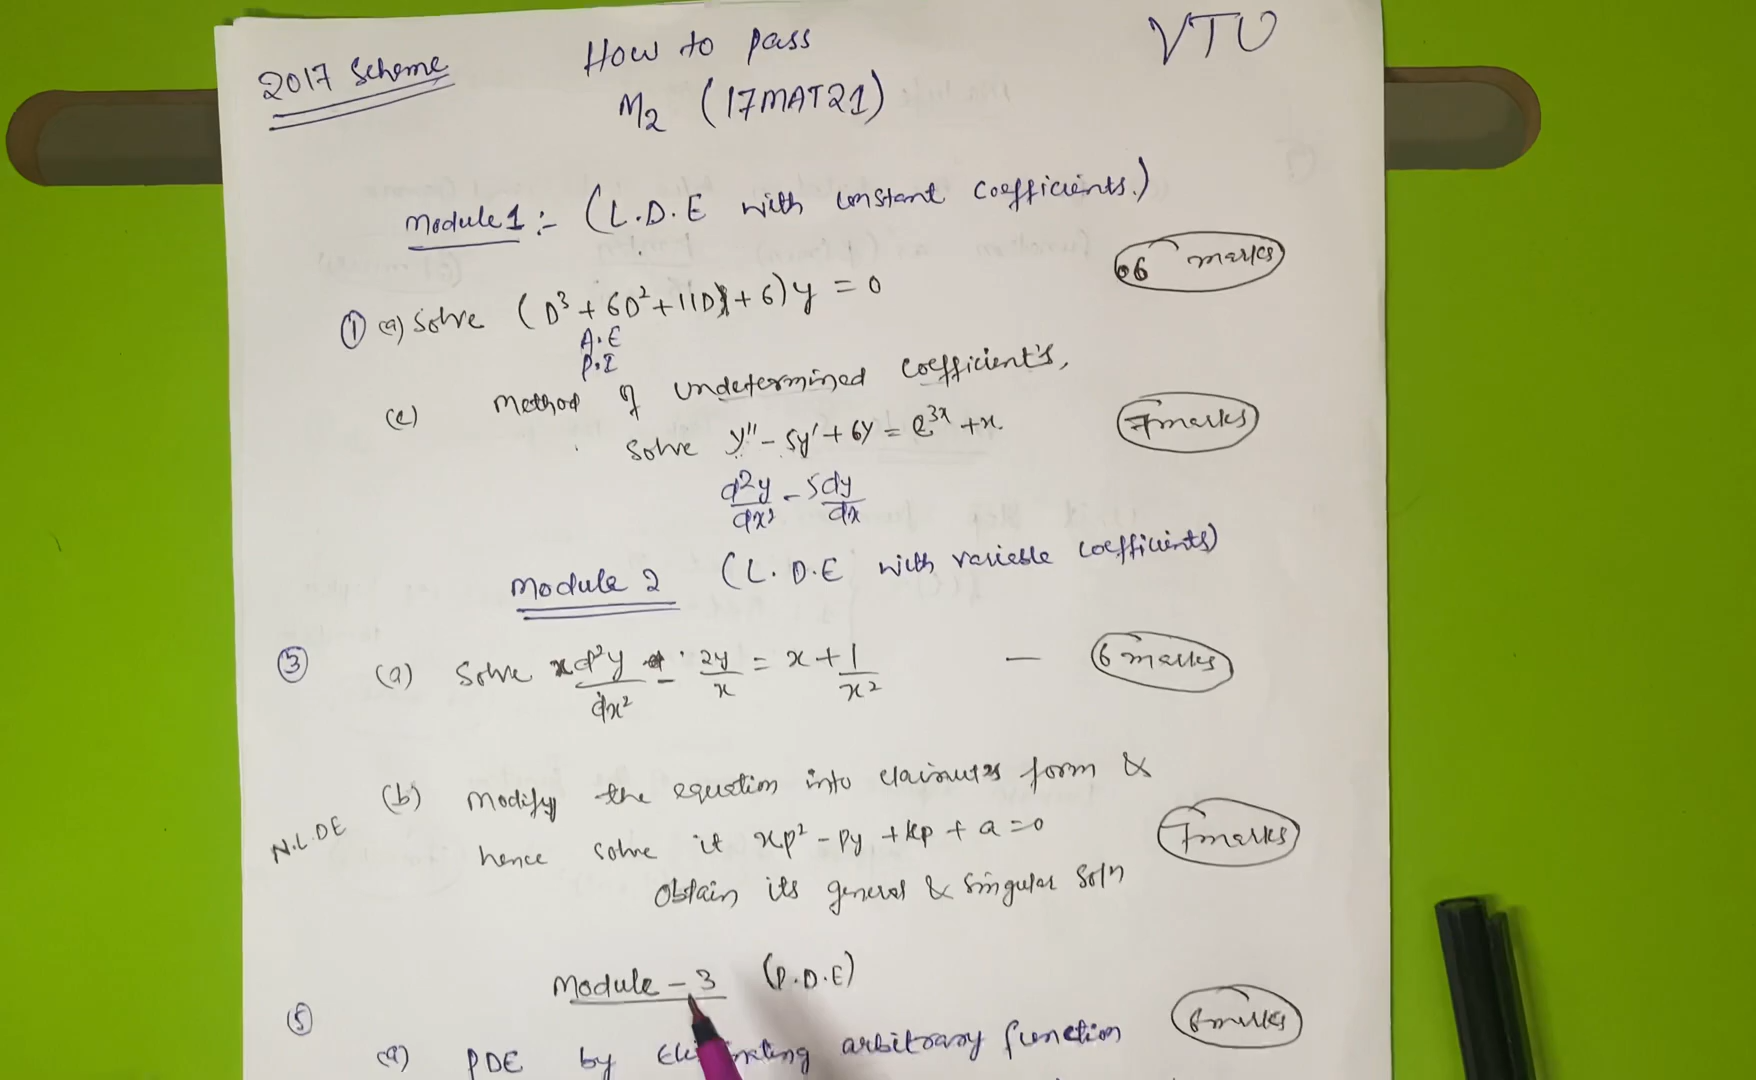 2017 Scheme
How to pass
VTU
M2 (17MAT21)
Module 1 :- (L.D.E with constant coefficients.)
06 marks
① (a) Solve (D³ + 6D² + 11D + 6)y = 0
A.E
P.I
(c) Method of undetermined coefficient's,
Solve y'' - 5y' + 6y = e^3x + x.
7 marks
d²y/dx² - 5dy/dx
Module 2 (L.D.E with variable coefficients)
③ (a) Solve x d²y/dx² - 2y/x = x + 1/x² — 6 marks
(b) Modify the equation into clairauts form &
N.L.DE
hence solve it xp² - py + kp + a = 0
7 marks
Obtain its general & singular soln
Module - 3 (P.D.E)
⑤
6 marks
(a) PDE by arbitrary function